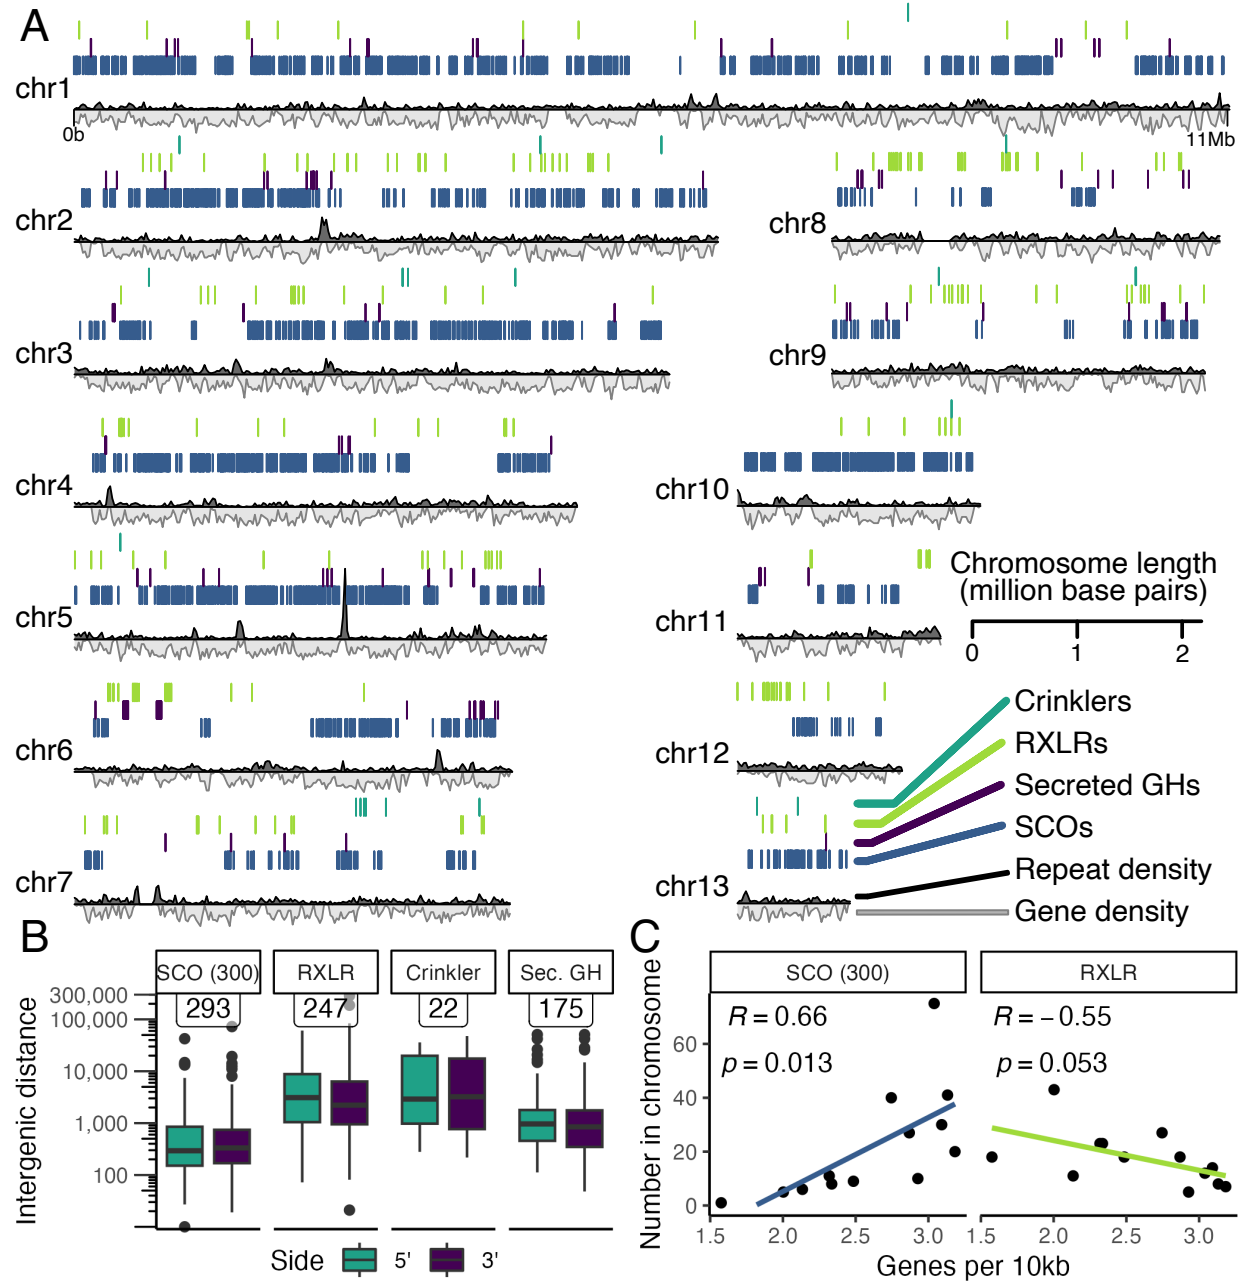 A
chr1
0b
11Mb
chr2
chr8
chr3
chr9
chr4
chr10
chr5
chr11
Chromosome length
(million base pairs)
0 1 2
chr6
chr12
chr7
chr13
Crinklers
RXLRs
Secreted GHs
SCOs
Repeat density
Gene density
B
SCO (300)
RXLR
Crinkler
Sec. GH
293
247
22
175
300,000
100,000
10,000
1,000
100
Intergenic distance
Side 5' 3'
C
SCO (300)
RXLR
R = 0.66
p = 0.013
R = −0.55
p = 0.053
60
40
20
0
Number in chromosome
1.5 2.0 2.5 3.0 1.5 2.0 2.5 3.0
Genes per 10kb